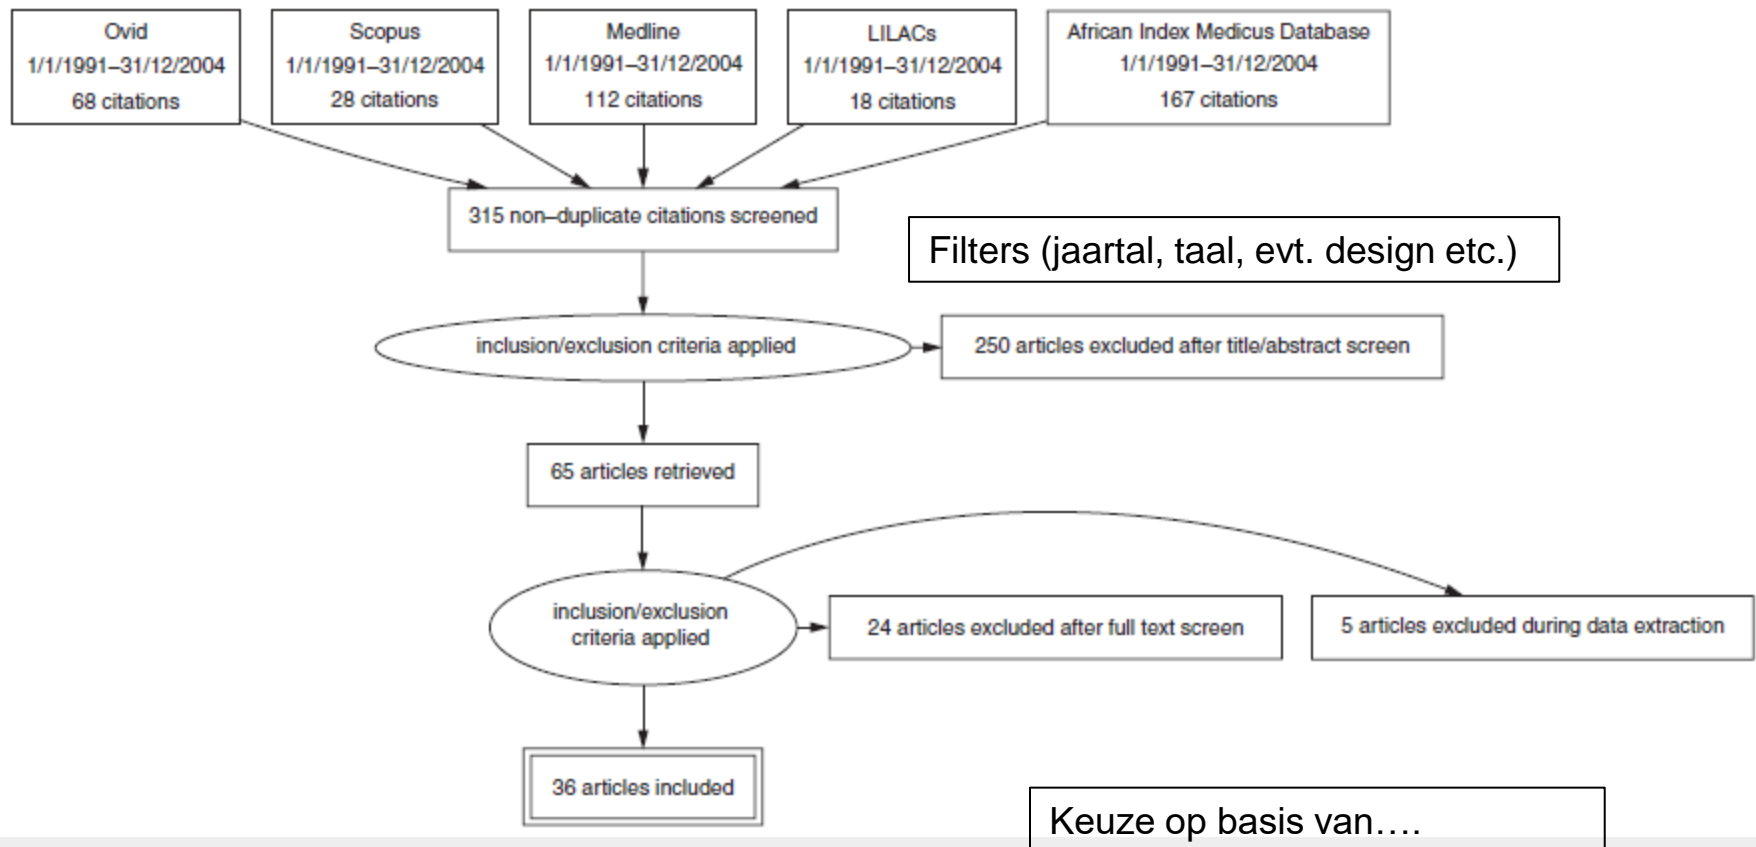 Ovid
1/1/1991–31/12/2004
68 citations
Scopus
1/1/1991–31/12/2004
28 citations
Medline
1/1/1991–31/12/2004
112 citations
LILACs
1/1/1991–31/12/2004
18 citations
African Index Medicus Database
1/1/1991–31/12/2004
167 citations
315 non–duplicate citations screened
Filters (jaartal, taal, evt. design etc.)
inclusion/exclusion criteria applied
250 articles excluded after title/abstract screen
65 articles retrieved
inclusion/exclusion
criteria applied
24 articles excluded after full text screen
5 articles excluded during data extraction
36 articles included
Keuze op basis van….